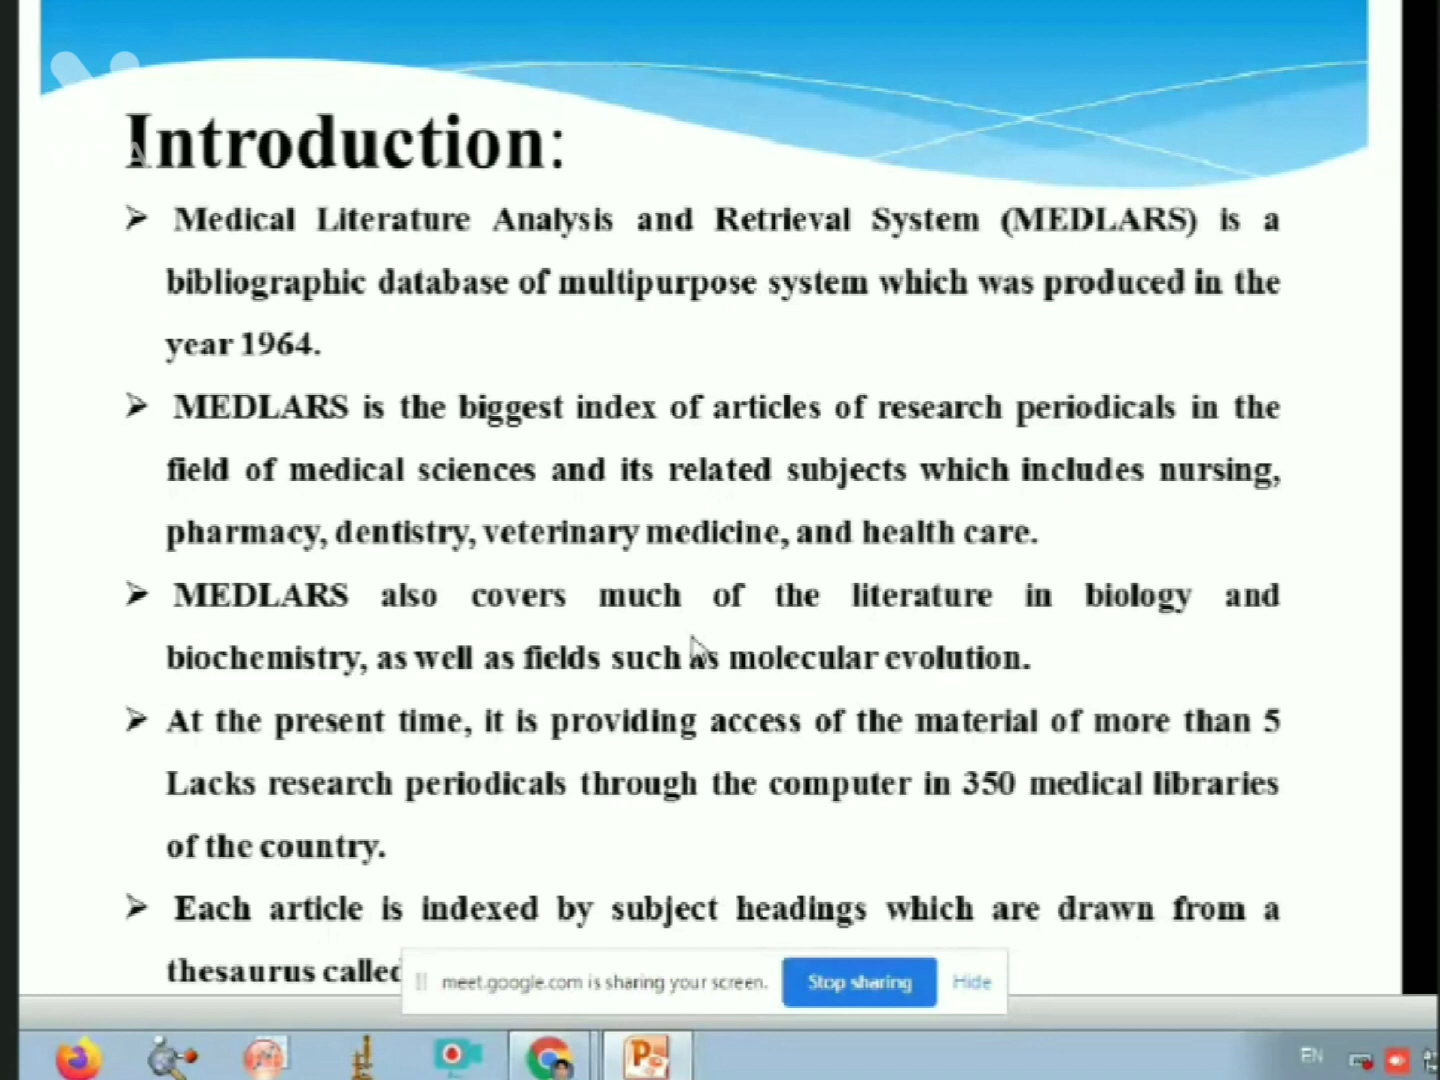 Introduction:
➢ Medical Literature Analysis and Retrieval System (MEDLARS) is a
bibliographic database of multipurpose system which was produced in the
year 1964.
➢ MEDLARS is the biggest index of articles of research periodicals in the
field of medical sciences and its related subjects which includes nursing,
pharmacy, dentistry, veterinary medicine, and health care.
➢ MEDLARS also covers much of the literature in biology and
biochemistry, as well as fields such as molecular evolution.
➢ At the present time, it is providing access of the material of more than 5
Lacks research periodicals through the computer in 350 medical libraries
of the country.
➢ Each article is indexed by subject headings which are drawn from a
thesaurus called
meet.google.com is sharing your screen. Stop sharing Hide
EN